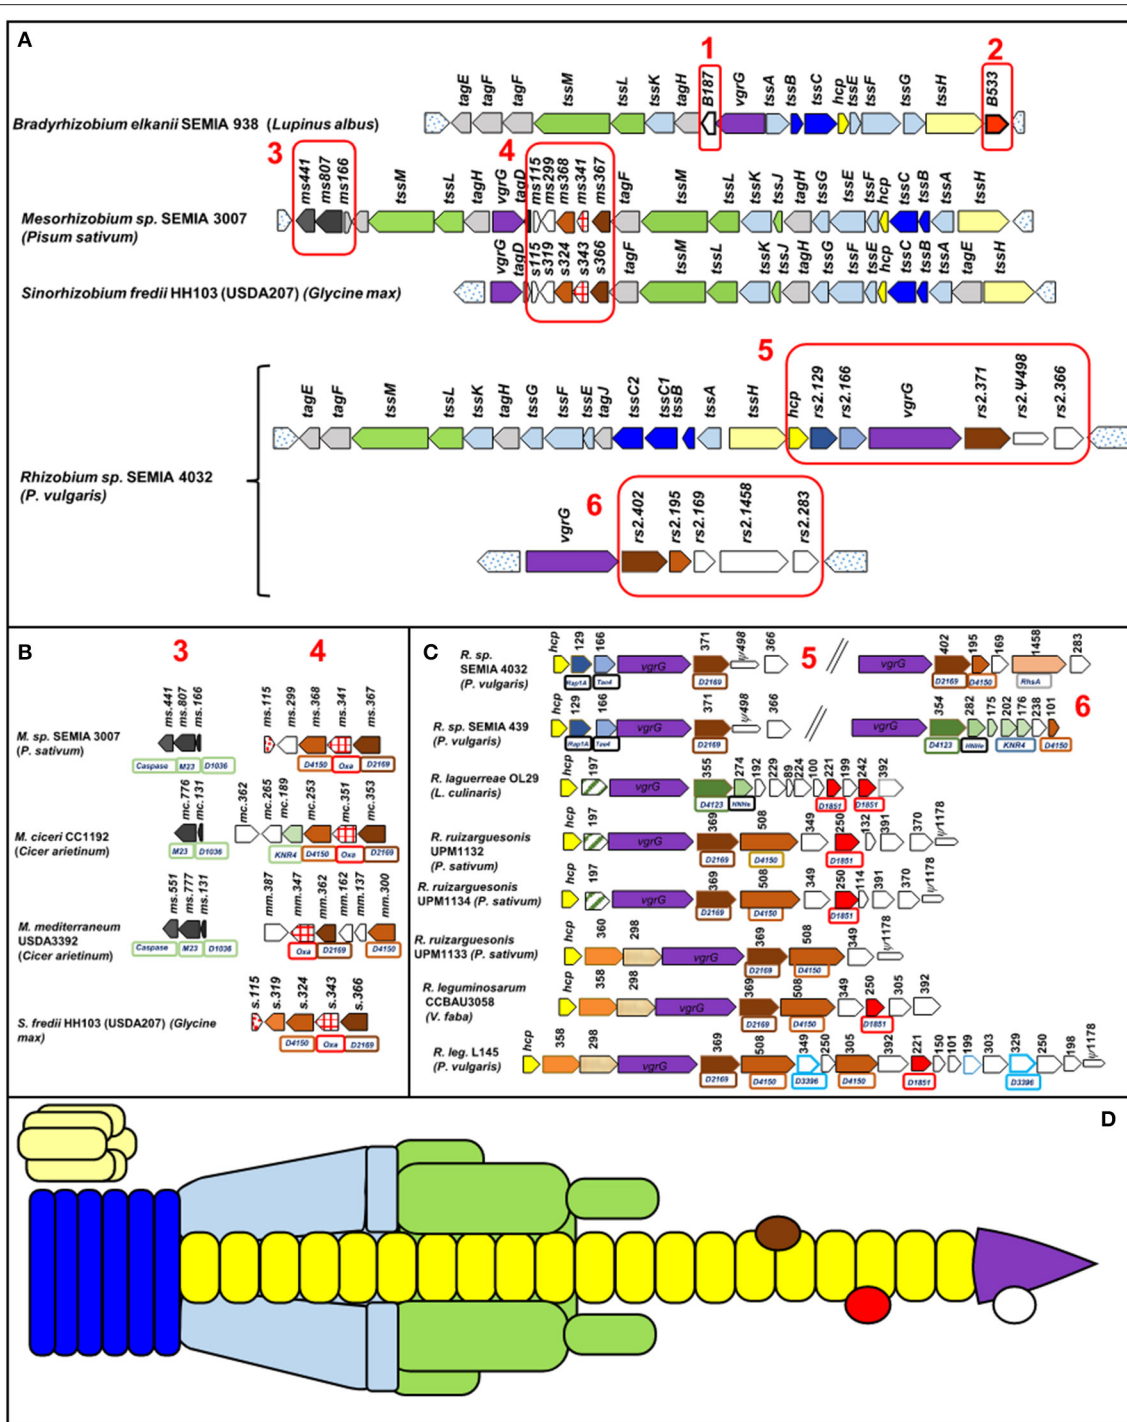 A
1
2
tagE tagF tagF tssM tssL tssK tagH B187 vgrG tssA tssB tssC hcp tssE tssF tssG tssH B533
Bradyrhizobium elkanii SEMIA 938 (Lupinus albus)
3
4
ms441 ms807 ms166 tssM tssL tagH vgrG tagD ms115 ms299 ms368 ms341 ms367 tagF tssM tssL tssK tssJ tagH tssG tssE tssF hcp tssC tssB tssA tssH
Mesorhizobium sp. SEMIA 3007
(Pisum sativum)
vgrG tagD s115 s319 s324 s343 s366 tagF tssM tssL tssK tssJ tagH tssG tssF tssE hcp tssC tssB tssA tagE tssH
Sinorhizobium fredii HH103 (USDA207) (Glycine max)
5
tagE tagF tssM tssL tssK tagH tssG tssF tssE tagJ tssC2 tssC1 tssB tssA tssH hcp rs2.129 rs2.166 vgrG rs2.371 rs2.Ψ498 rs2.366
Rhizobium sp. SEMIA 4032
(P. vulgaris)
6
vgrG rs2.402 rs2.195 rs2.169 rs2.1458 rs2.283
B
3
4
ms.441 ms.807 ms.166 ms.115 ms.299 ms.368 ms.341 ms.367
M. sp. SEMIA 3007
(P. sativum)
Caspase M23 D1036 D4150 Oxa D2169
mc.776 mc.131 mc.362 mc.265 mc.189 mc.253 mc.351 mc.353
M. ciceri CC1192
(Cicer arietinum)
M23 D1036 KNR4 D4150 Oxa D2169
ms.551 ms.777 ms.131 mm.387 mm.347 mm.362 mm.162 mm.137 mm.300
M. mediterraneum
USDA3392
(Cicer arietinum)
Caspase M23 D1036 Oxa D2169 D4150
s.115 s.319 s.324 s.343 s.366
S. fredii HH103 (USDA207) (Glycine
max)
D4150 Oxa D2169
C
hcp 129 166 371 Ψ498 366 402 195 169 1458 283
R. sp.
SEMIA 4032
(P. vulgaris)
vgrG 5 // vgrG
Rap1A Tae4 D2169 D2169 D4150 RhsA
hcp 129 166 371 Ψ498 366 354 282 175 202 176 238 101
6
R. sp. SEMIA 439
(P. vulgaris)
vgrG // vgrG
Rap1A Tae4 D2169 D4123 HNHe KNR4 D4150
hcp 197 355 274 192 229 89 224 100 221 199 242 392
R. laguerreae OL29
(L. culinaris)
vgrG
D4123 HNHe D1851 D1851
hcp 197 369 508 349 250 132 391 370 Ψ1178
R. ruizarguesonis
UPM1132
(P. sativum)
vgrG
D2169 D4150 D1851
hcp 197 369 508 349 250 114 391 370 Ψ1178
R. ruizarguesonis
UPM1134 (P. sativum)
vgrG
D2169 D4150 D1851
hcp 360 298 369 508 349 Ψ1178
R. ruizarguesonis
UPM1133 (P. sativum)
vgrG
D2169 D4150
hcp 358 298 369 508 349 250 305 392
R. leguminosarum
CCBAU3058
(V. faba)
vgrG
D2169 D4150 D1851
hcp 358 298 369 508 349 250 305 392 221 150 101 199 303 329 250 198 Ψ1178
R. leg. L145
(P. vulgaris)
vgrG
D2169 D4150 D3396 D4150 D1851 D3396
D